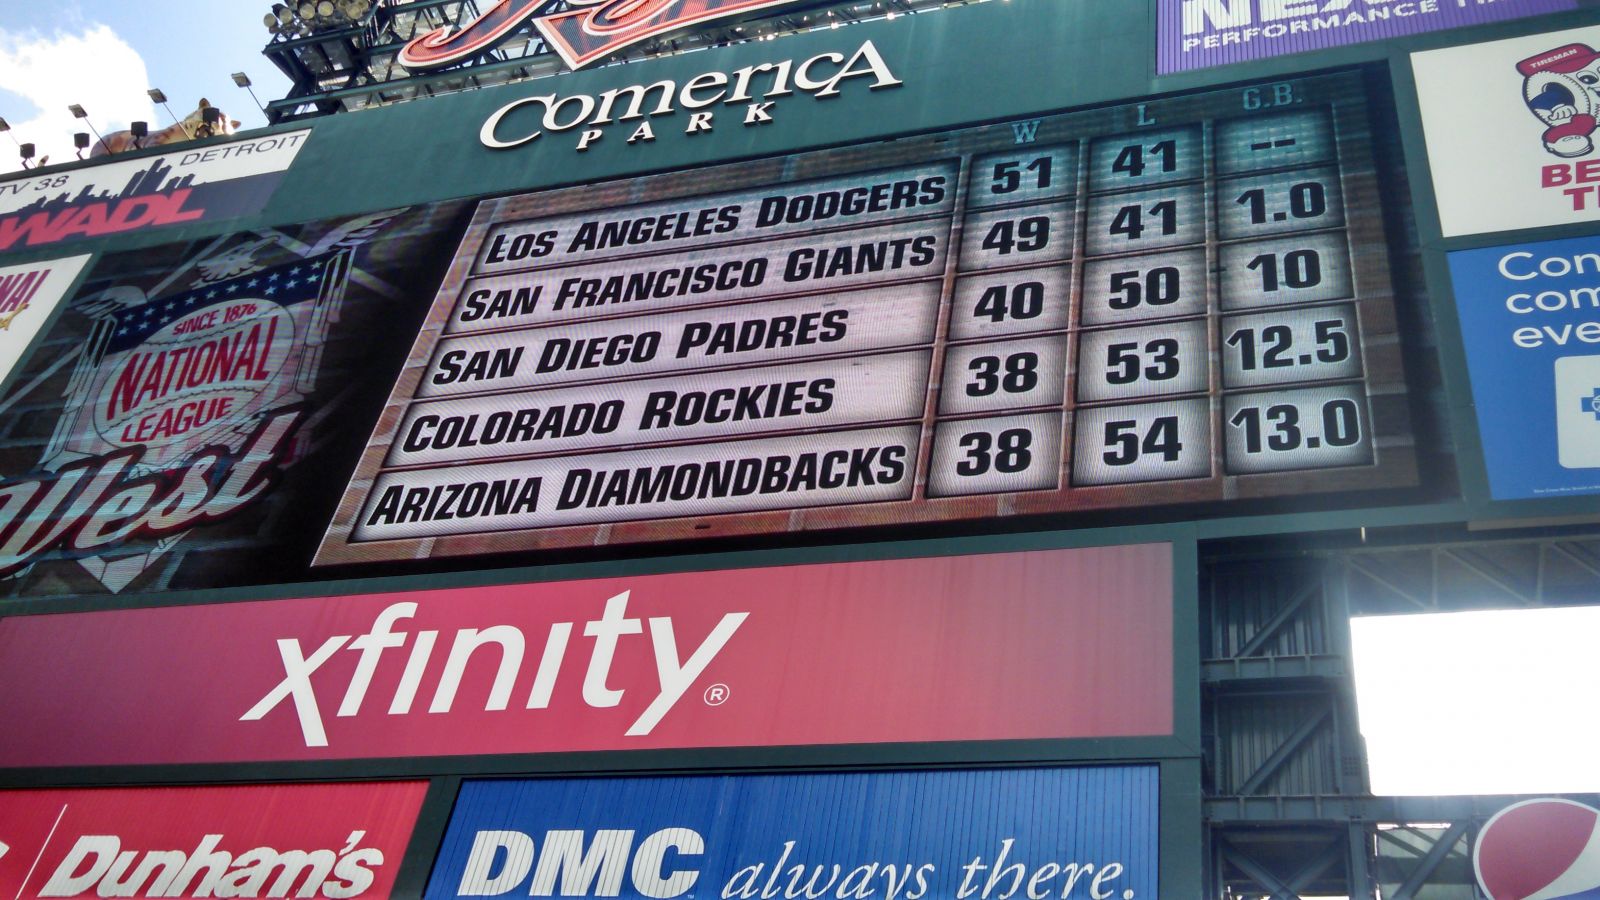 COMERICA
PARK
PERFORMANCE
TIREMAN
DETROIT
TV 38
WADL
W L G.B.
LOS ANGELES DODGERS 51 41 --
SAN FRANCISCO GIANTS 49 41 1.0
SAN DIEGO PADRES 40 50 10
COLORADO ROCKIES 38 53 12.5
ARIZONA DIAMONDBACKS 38 54 13.0
SINCE 1876
NATIONAL
LEAGUE
West
xfinity®
Dunham's
DMC always there.